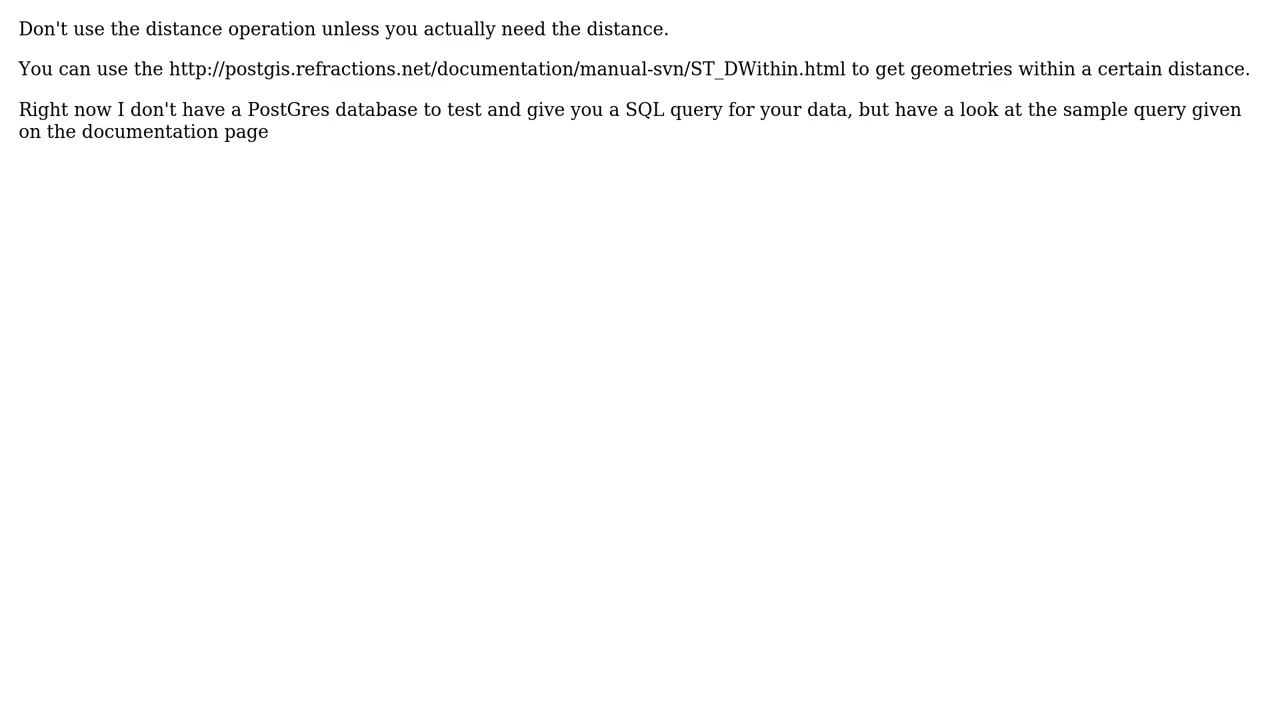 Don't use the distance operation unless you actually need the distance.
You can use the http://postgis.refractions.net/documentation/manual-svn/ST_DWithin.html to get geometries within a certain distance.
Right now I don't have a PostGres database to test and give you a SQL query for your data, but have a look at the sample query given
on the documentation page